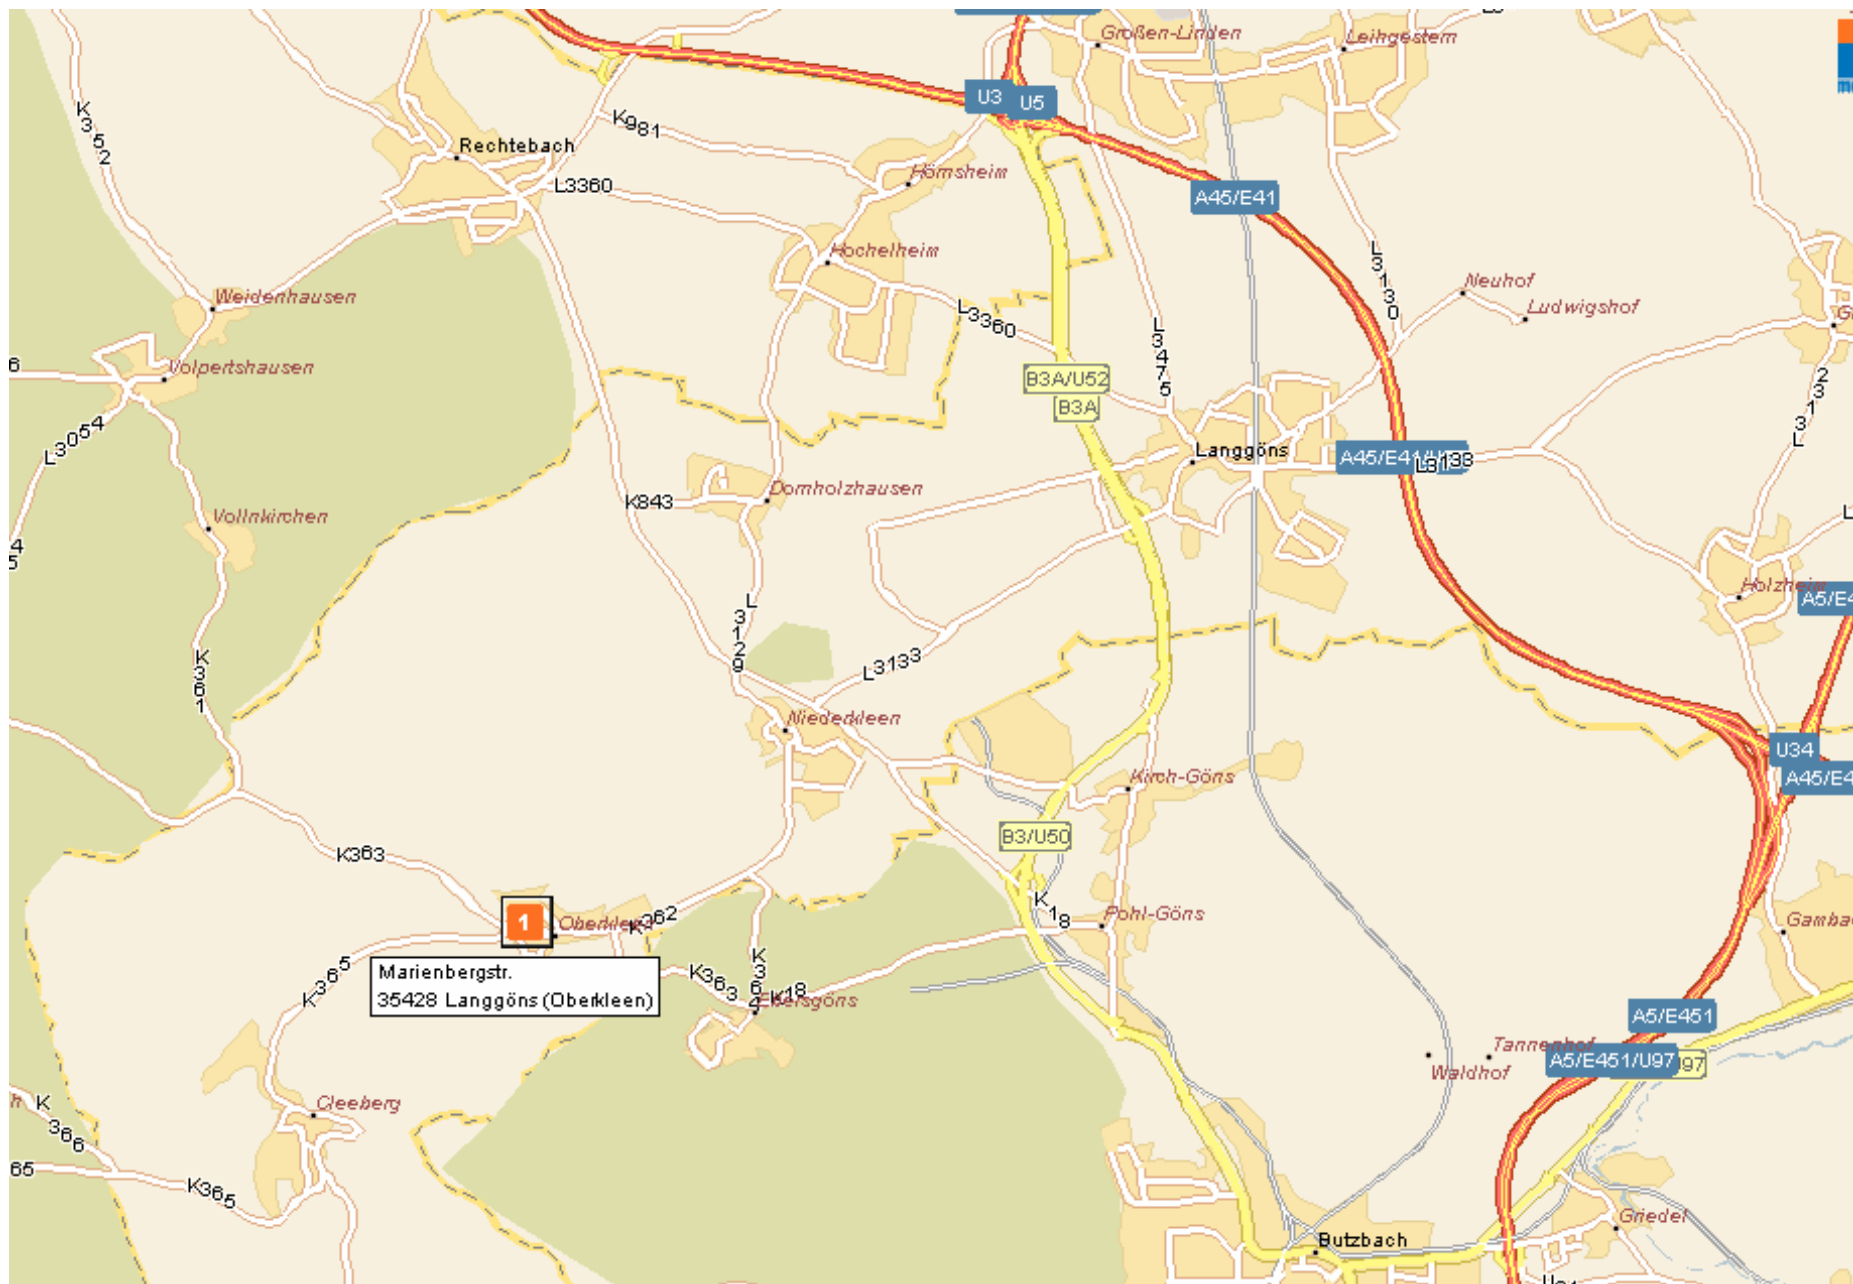 Großen-Linden
Leihgestern
U3
U5
K352
K981
Rechtebach
Hörnsheim
L3360
A45/E41
Hochelheim
L3130
Neuhof
Weidenhausen
Ludwigshof
L3360
L3475
Volpertshausen
B3A/U52
B3A
L3132
L3054
Langgöns
A45/E41/
L3133
Dornholzhausen
K843
Vollnkirchen
Holzheim
A5/E4
L3129
L3133
K361
Niederkleen
U34
Kirch-Göns
A45/E4
B3/U50
K363
1
Oberkleen
K362
K18
Pohl-Göns
Gambac
K365
Marienbergstr.
35428 Langgöns (Oberkleen)
K363
K364
K18
Ebersgöns
A5/E451
Tannenhof
A5/E451/U97
Waldhof
Cleeberg
K366
65
K365
Griedel
Butzbach